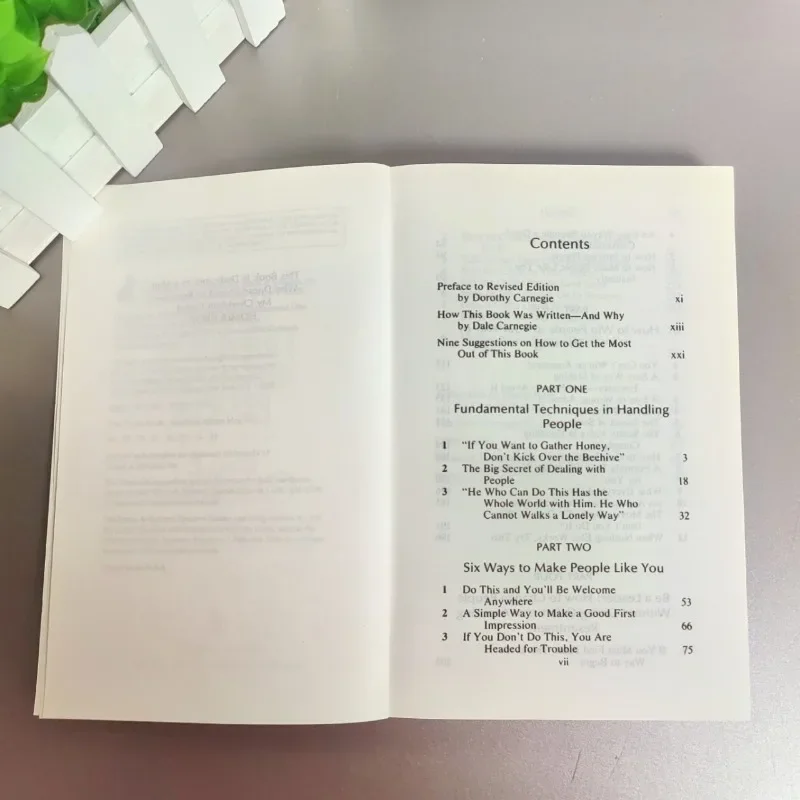 Contents
Preface to Revised Edition
by Dorothy Carnegie xi
How This Book Was Written—And Why
by Dale Carnegie xiii
Nine Suggestions on How to Get the Most
Out of This Book xxi
PART ONE
Fundamental Techniques in Handling
People
1 "If You Want to Gather Honey,
Don't Kick Over the Beehive" 3
2 The Big Secret of Dealing with
People 18
3 "He Who Can Do This Has the
Whole World with Him. He Who
Cannot Walks a Lonely Way" 32
PART TWO
Six Ways to Make People Like You
1 Do This and You'll Be Welcome
Anywhere 53
2 A Simple Way to Make a Good First
Impression 66
3 If You Don't Do This, You Are
Headed for Trouble 75
vii